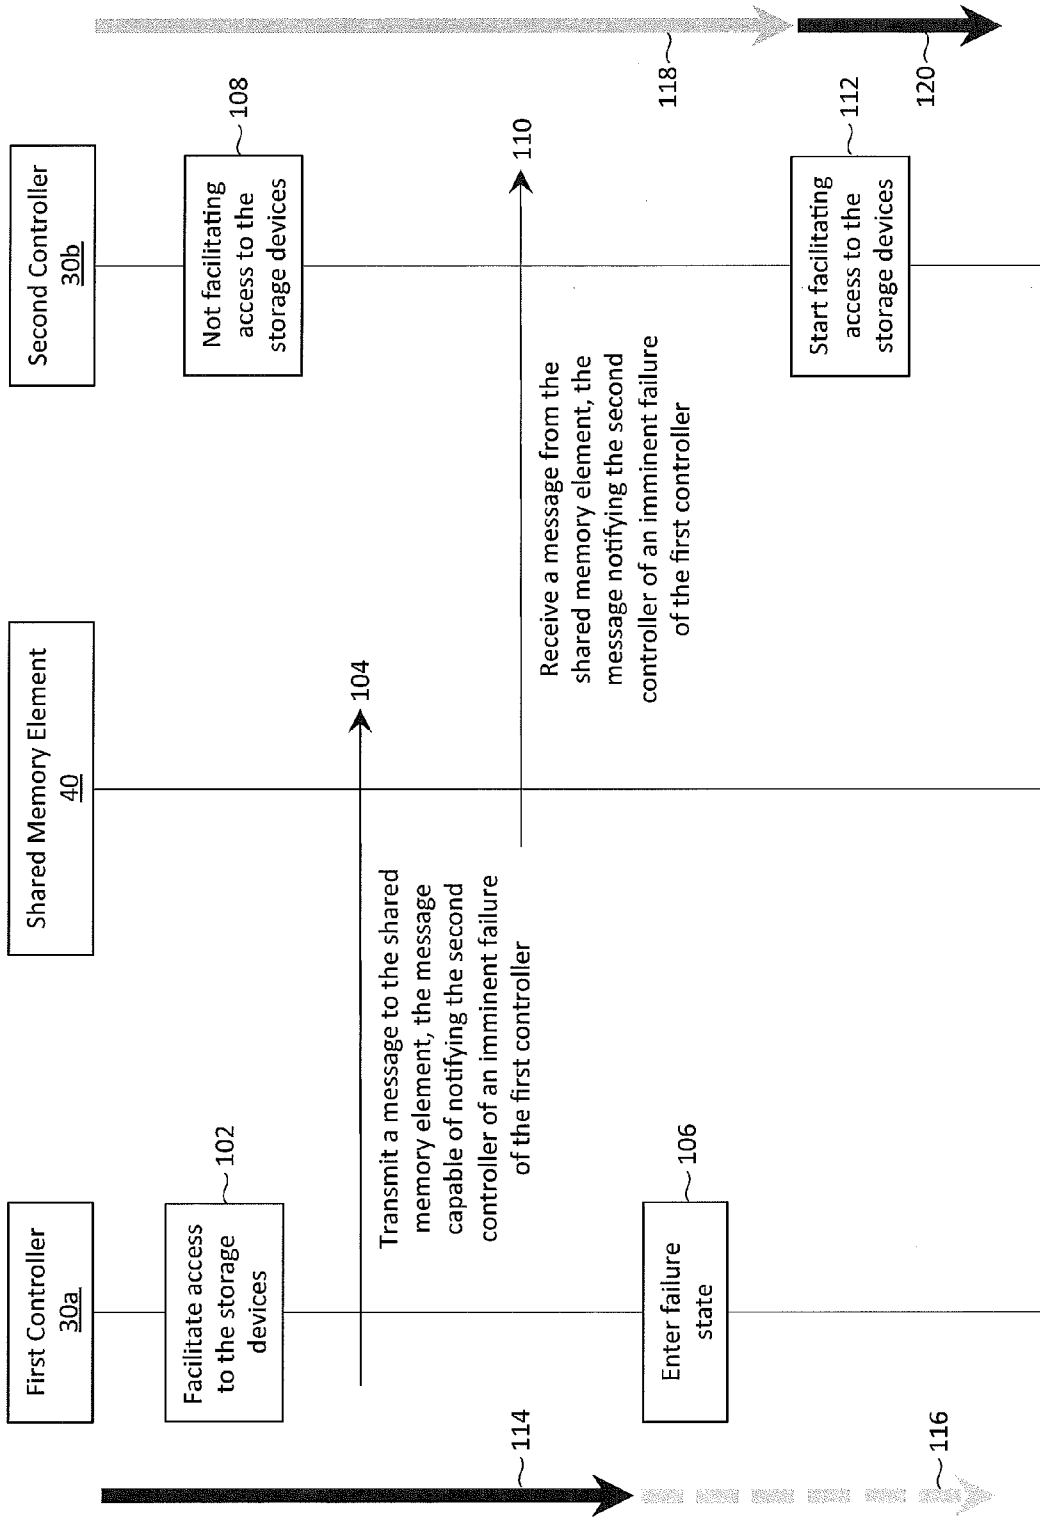 First Controller
30a
Shared Memory Element
40
Second Controller
30b
Facilitate access
to the storage
devices
102
Not facilitating
access to the
storage devices
108
104
Transmit a message to the shared
memory element, the message
capable of notifying the second
controller of an imminent failure
of the first controller
110
Receive a message from the
shared memory element, the
message notifying the second
controller of an imminent failure
of the first controller
Enter failure
state
106
Start facilitating
access to the
storage devices
112
114
116
118
120